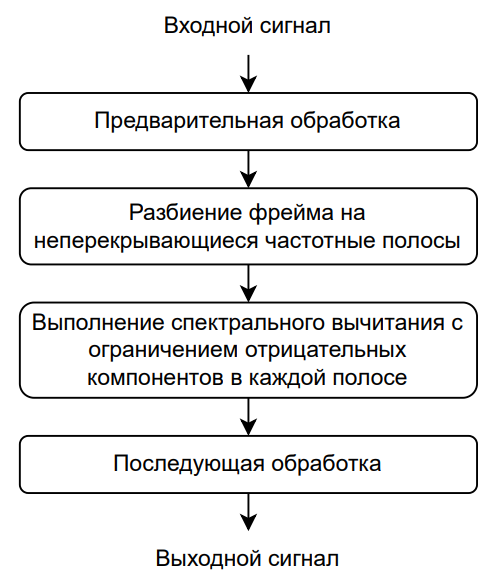 Входной сигнал
Предварительная обработка
Разбиение фрейма на
неперекрывающиеся частотные полосы
Выполнение спектрального вычитания с
ограничением отрицательных
компонентов в каждой полосе
Последующая обработка
Выходной сигнал